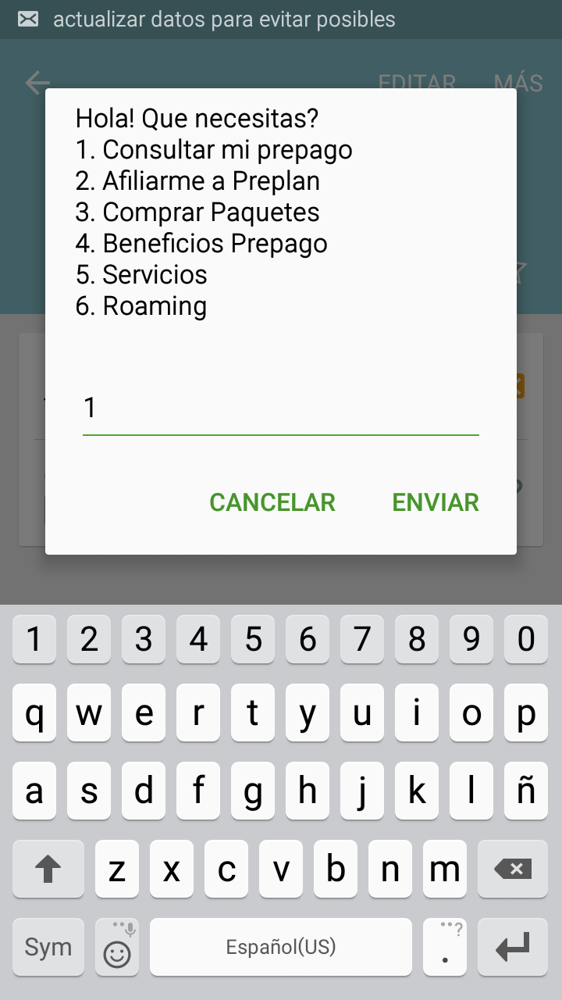 actualizar datos para evitar posibles
EDITAR MÁS
Hola! Que necesitas?
1. Consultar mi prepago
2. Afiliarme a Preplan
3. Comprar Paquetes
4. Beneficios Prepago
5. Servicios
6. Roaming
1
CANCELAR ENVIAR
1 2 3 4 5 6 7 8 9 0
q w e r t y u i o p
a s d f g h j k l ñ
z x c v b n m
Sym Español(US) . ?